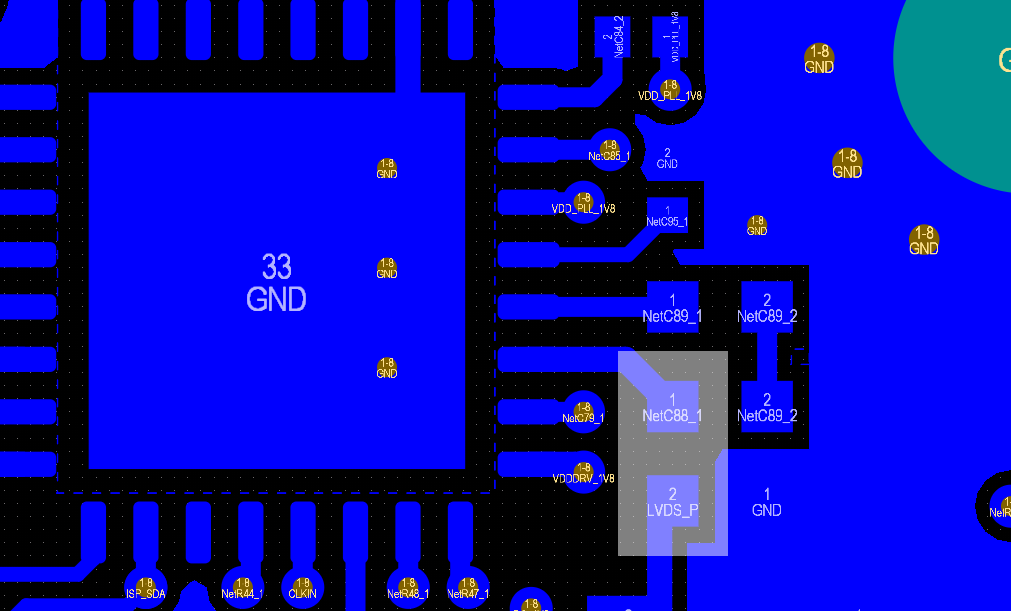 2
NetC84_2
1
VDD_PLL_1V8
1-8
GND
G
1-8
VDD_PLL_1V8
1-8
NetC85_1
2
GND
1-8
GND
1-8
GND
1-8
VDD_PLL_1V8
1
NetC95_1
1-8
GND
1-8
GND
33
GND
1-8
GND
1
NetC89_1
2
NetC89_2
1-8
GND
1-8
NetC79_1
1
NetC88_1
2
NetC89_2
1-8
VDDDRV_1V8
2
LVDS_P
1
GND
1-8
ISP_SDA
1-8
NetR44_1
1-8
CLKIN
1-8
NetR48_1
1-8
NetR47_1
1-8